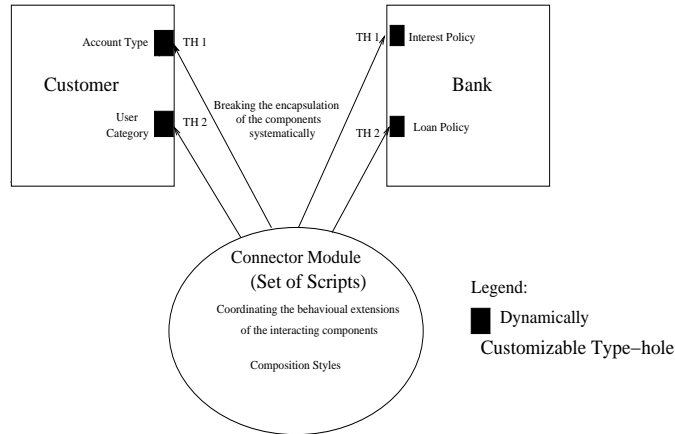 Account Type
TH 1
Customer
User
Category
TH 2
Breaking the encapsulation
of the components
systematically
TH 1
Interest Policy
Bank
TH 2
Loan Policy
Connector Module
(Set of Scripts)
Coordinating the behavioual extensions
of the interacting components
Composition Styles
Legend:
Dynamically
Customizable Type−hole